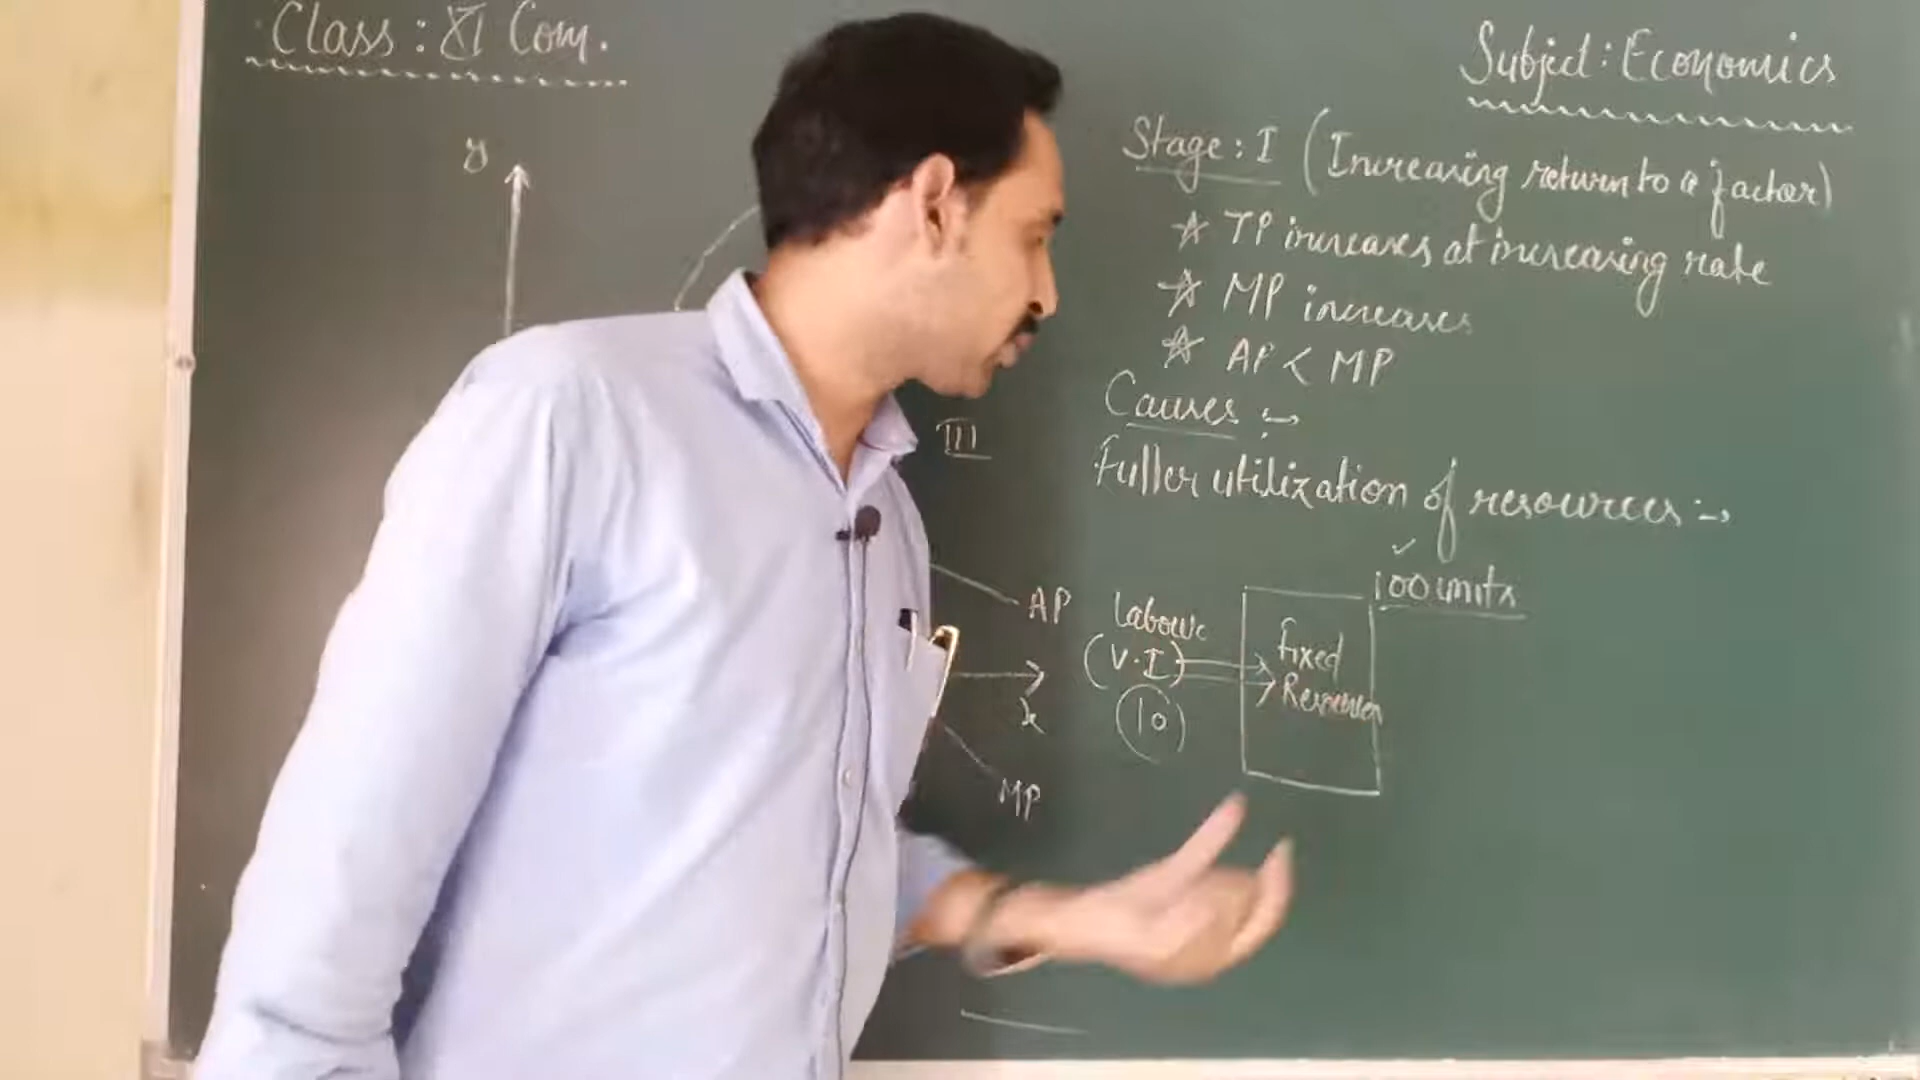 Class : XI Com.
Subject : Economics
y
Stage : I (Increasing return to a factor)
☆ TP increases at increasing rate
☆ MP increases
☆ AP < MP
Causes :→
Fuller utilization of resources :→
III
100 units
AP
Labour
(V.I)
(10)
Fixed
Resources
x
MP